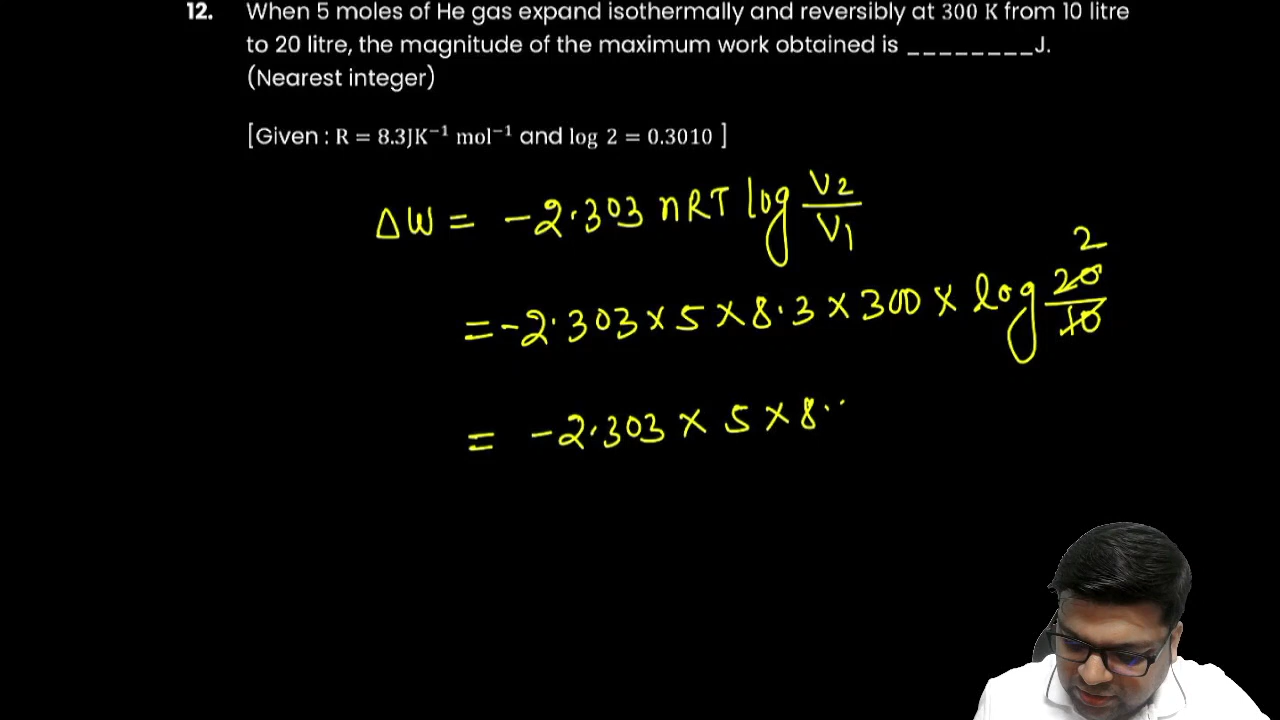 12. When 5 moles of He gas expand isothermally and reversibly at 300 K from 10 litre
to 20 litre, the magnitude of the maximum work obtained is ________J.
(Nearest integer)
[Given : R = 8.3JK⁻¹ mol⁻¹ and log 2 = 0.3010 ]
ΔW = -2.303 nRT log V2/V1
= -2.303 × 5 × 8.3 × 300 × log 20/10 2
= -2.303 × 5 × 8..